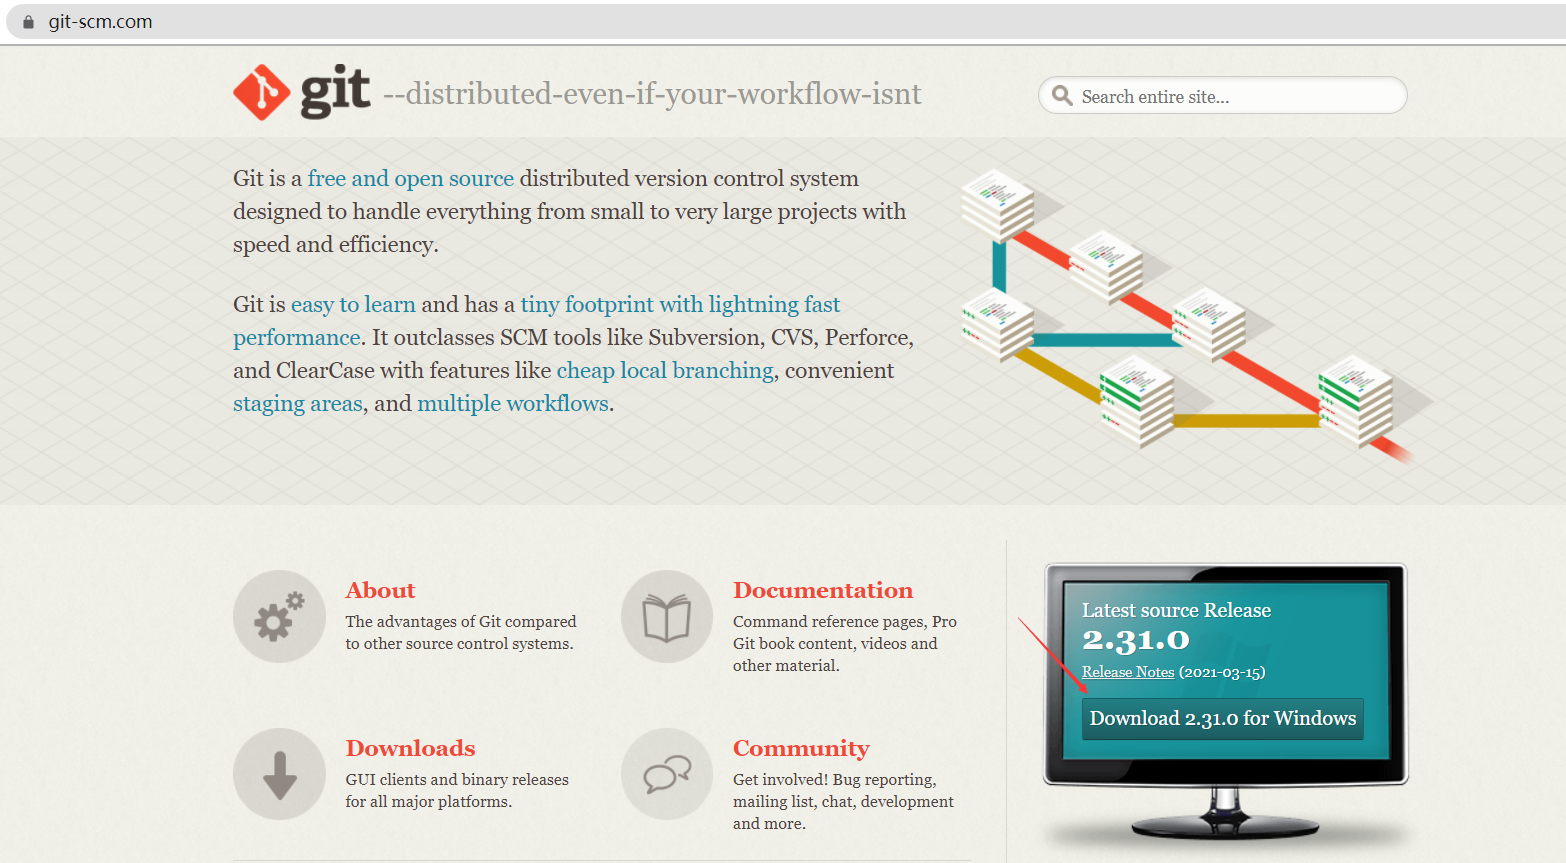 git-scm.com
git --distributed-even-if-your-workflow-isnt
Search entire site...
Git is a free and open source distributed version control system
designed to handle everything from small to very large projects with
speed and efficiency.
Git is easy to learn and has a tiny footprint with lightning fast
performance. It outclasses SCM tools like Subversion, CVS, Perforce,
and ClearCase with features like cheap local branching, convenient
staging areas, and multiple workflows.
About
The advantages of Git compared
to other source control systems.
Documentation
Command reference pages, Pro
Git book content, videos and
other material.
Downloads
GUI clients and binary releases
for all major platforms.
Community
Get involved! Bug reporting,
mailing list, chat, development
and more.
Latest source Release
2.31.0
Release Notes (2021-03-15)
Download 2.31.0 for Windows